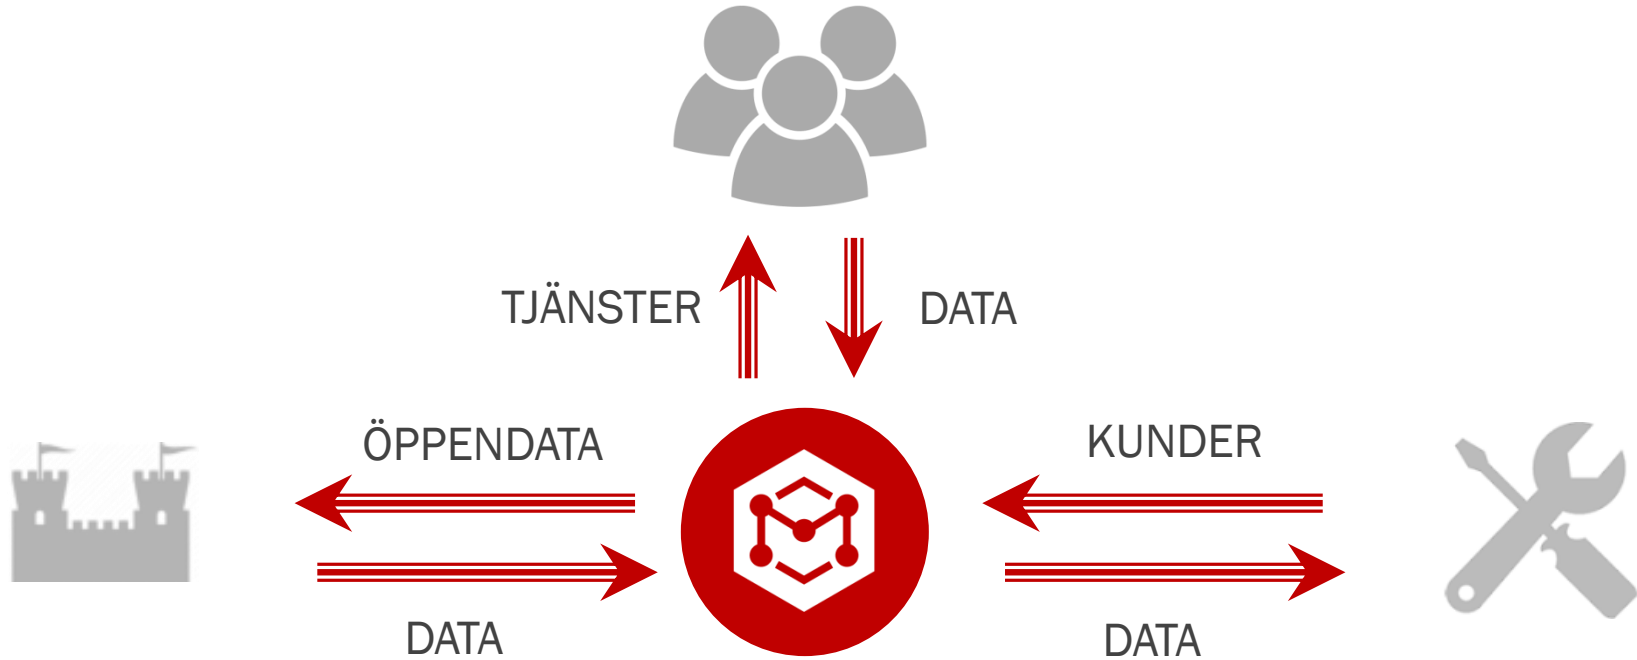 TJÄNSTER
DATA
ÖPPENDATA
KUNDER
DATA
DATA